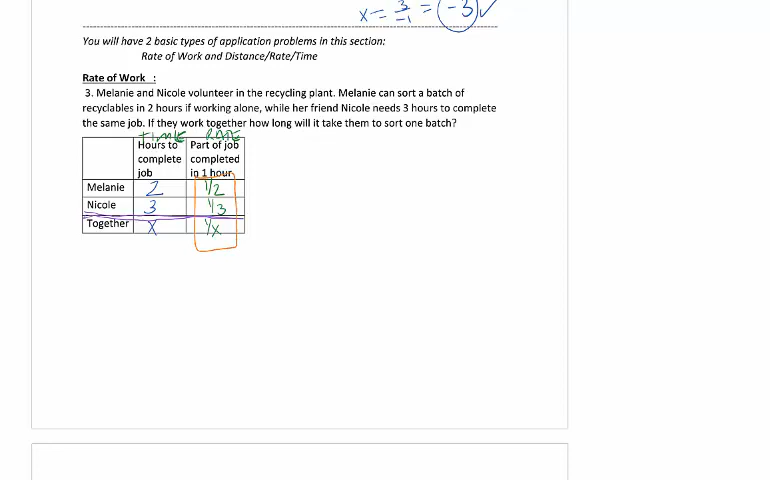 x = 3/-1 = -3 ✓
You will have 2 basic types of application problems in this section:
Rate of Work and Distance/Rate/Time
Rate of Work :
3. Melanie and Nicole volunteer in the recycling plant. Melanie can sort a batch of
recyclables in 2 hours if working alone, while her friend Nicole needs 3 hours to complete
the same job. If they work together how long will it take them to sort one batch?
TIME RATE
Hours to complete job Part of job completed in 1 hour
Melanie 2 1/2
Nicole 3 1/3
Together x 1/x